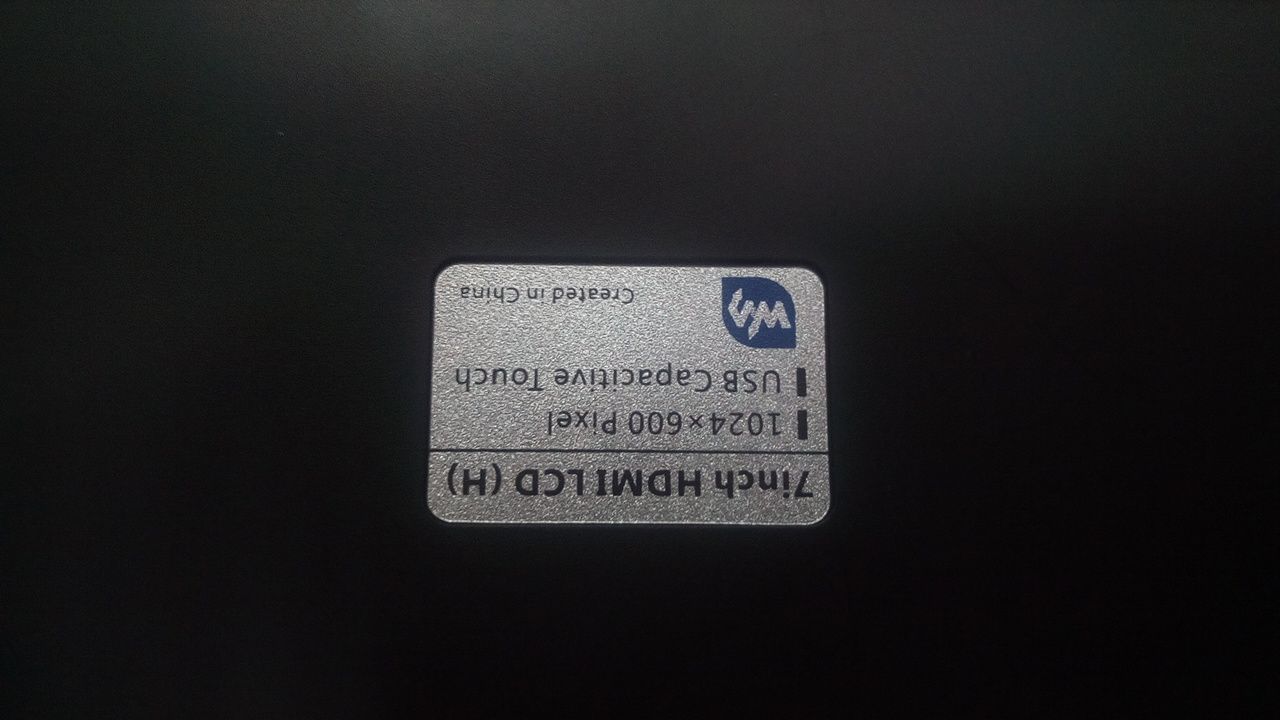 7inch HDMI LCD (H)
1024×600 Pixel
USB Capacitive Touch
Created in China